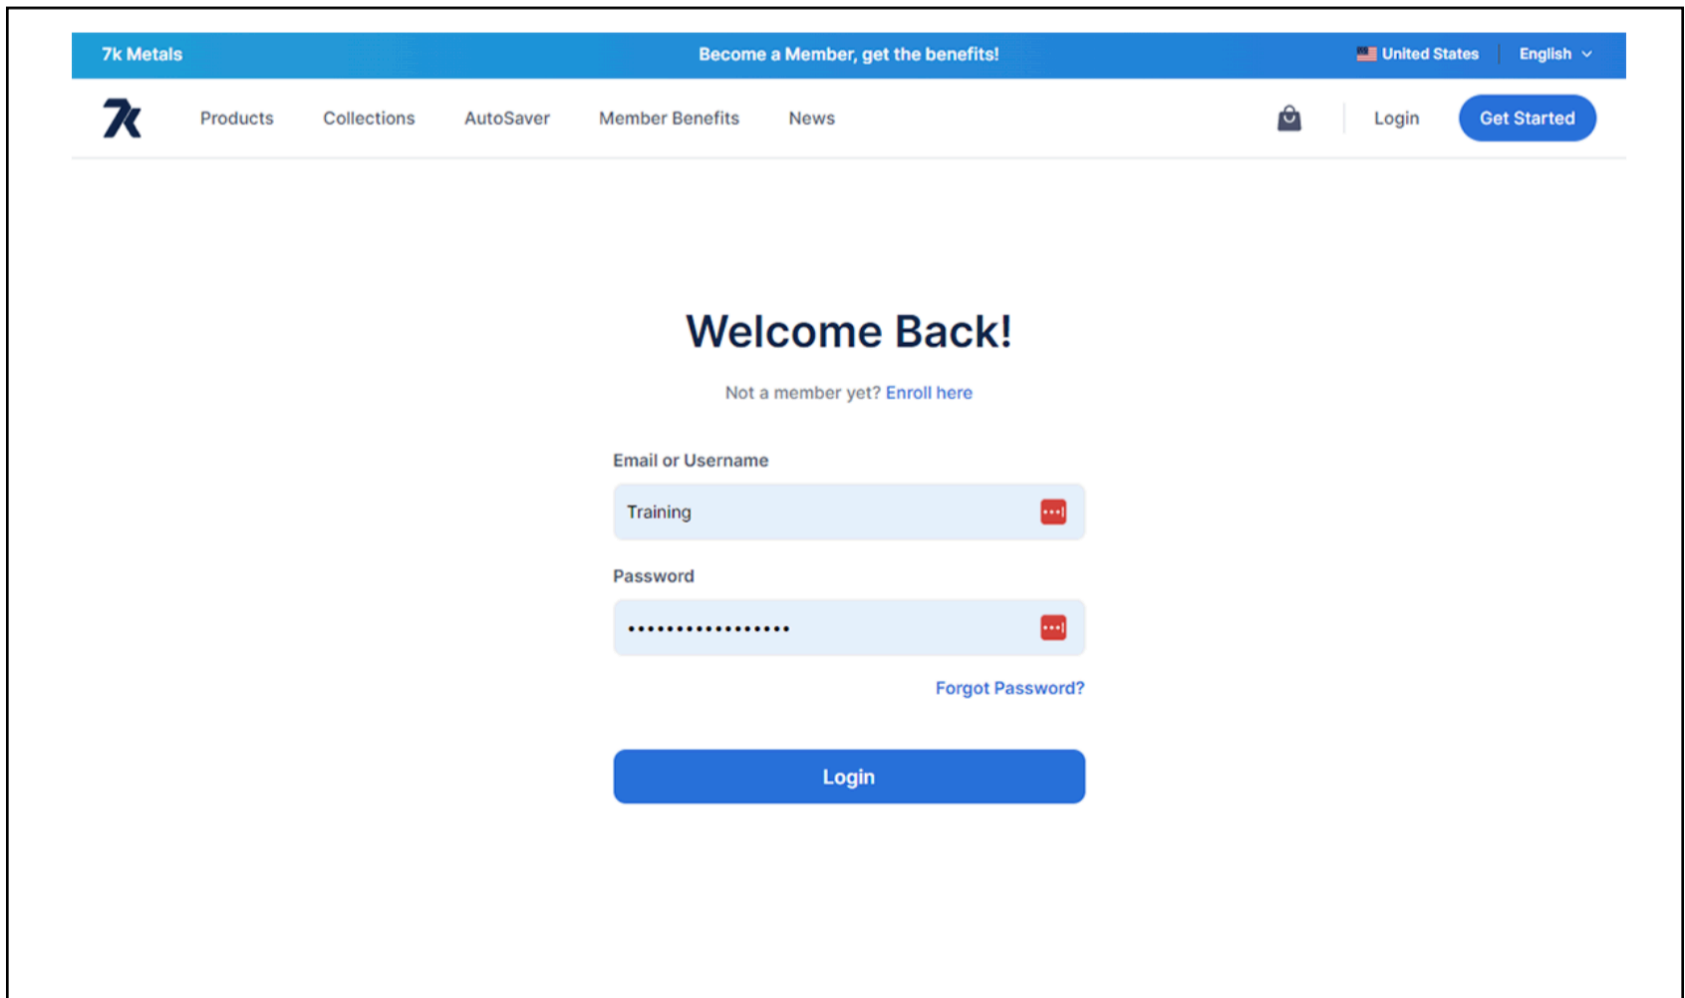 7k Metals Become a Member, get the benefits! United States English
7k Products Collections AutoSaver Member Benefits News Login Get Started
Welcome Back!
Not a member yet? Enroll here
Email or Username
Training
Password
•••••••••••••••••
Forgot Password?
Login